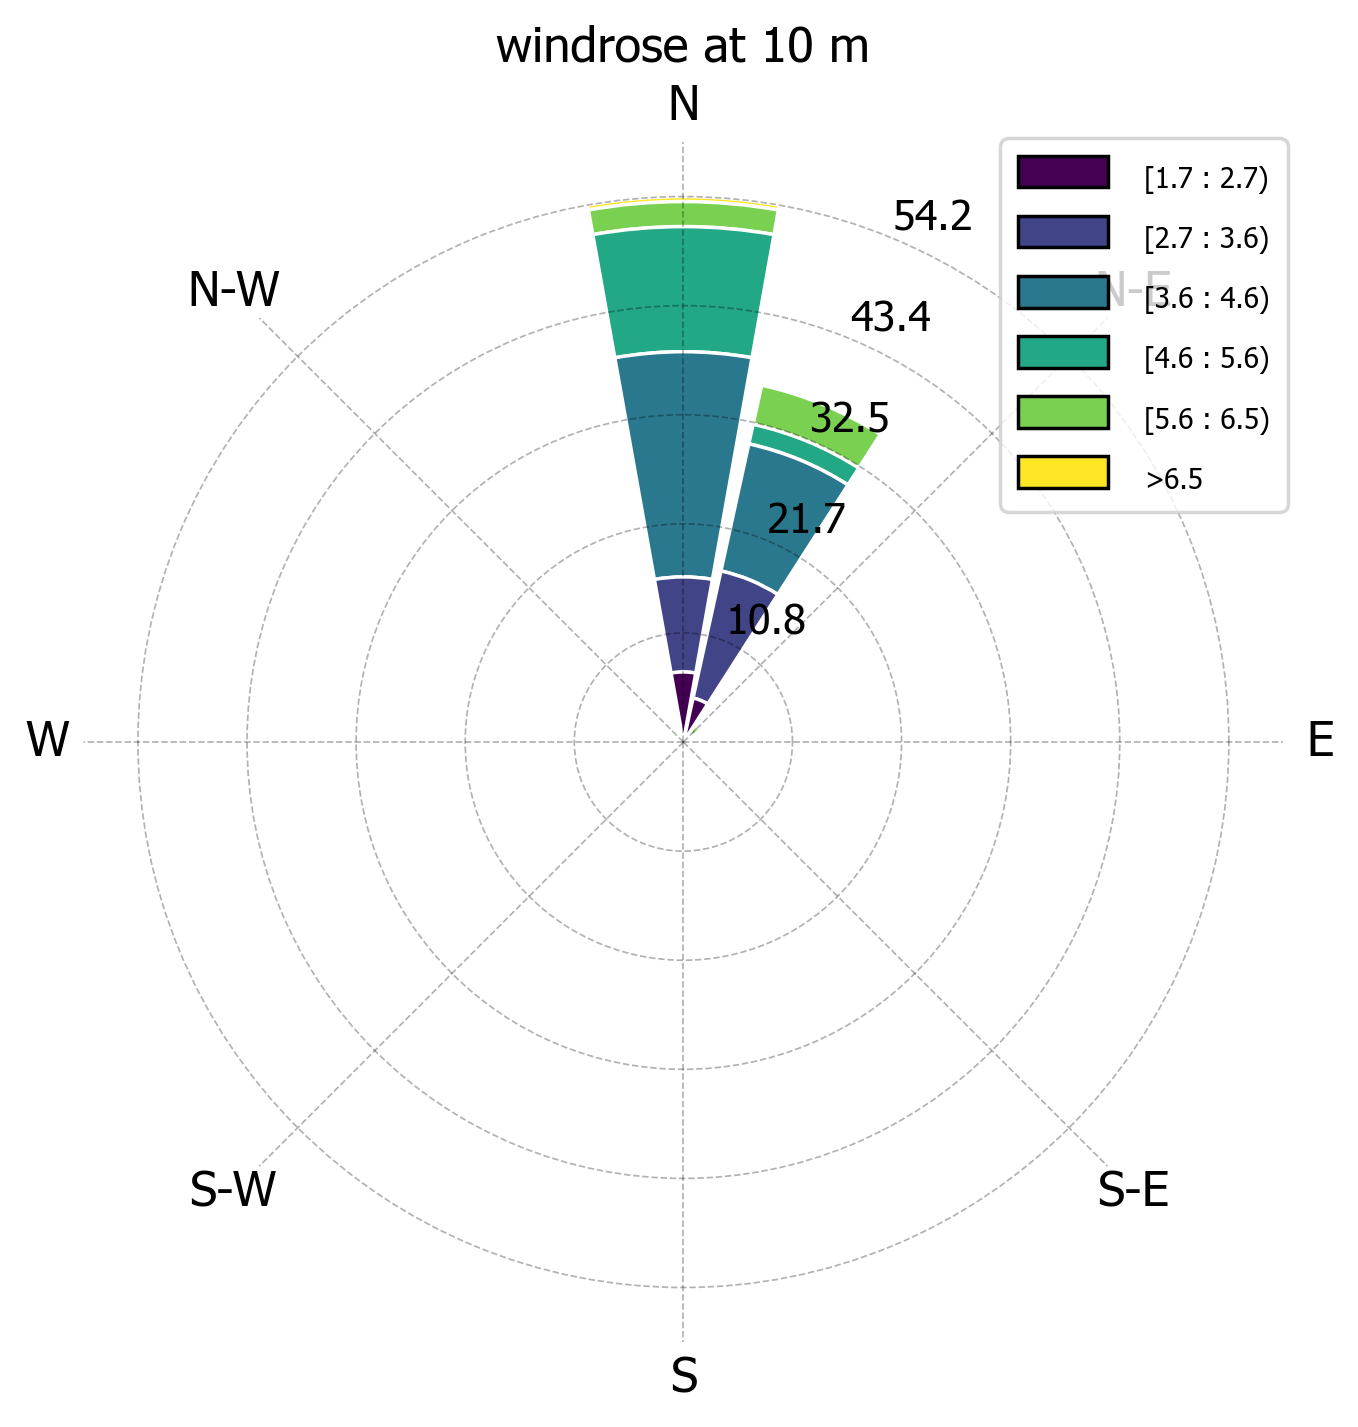 windrose at 10 m
N
[1.7 : 2.7)
[2.7 : 3.6)
[3.6 : 4.6)
[4.6 : 5.6)
[5.6 : 6.5)
>6.5
N-W
N-E
54.2
43.4
32.5
21.7
10.8
W
E
S-W
S-E
S